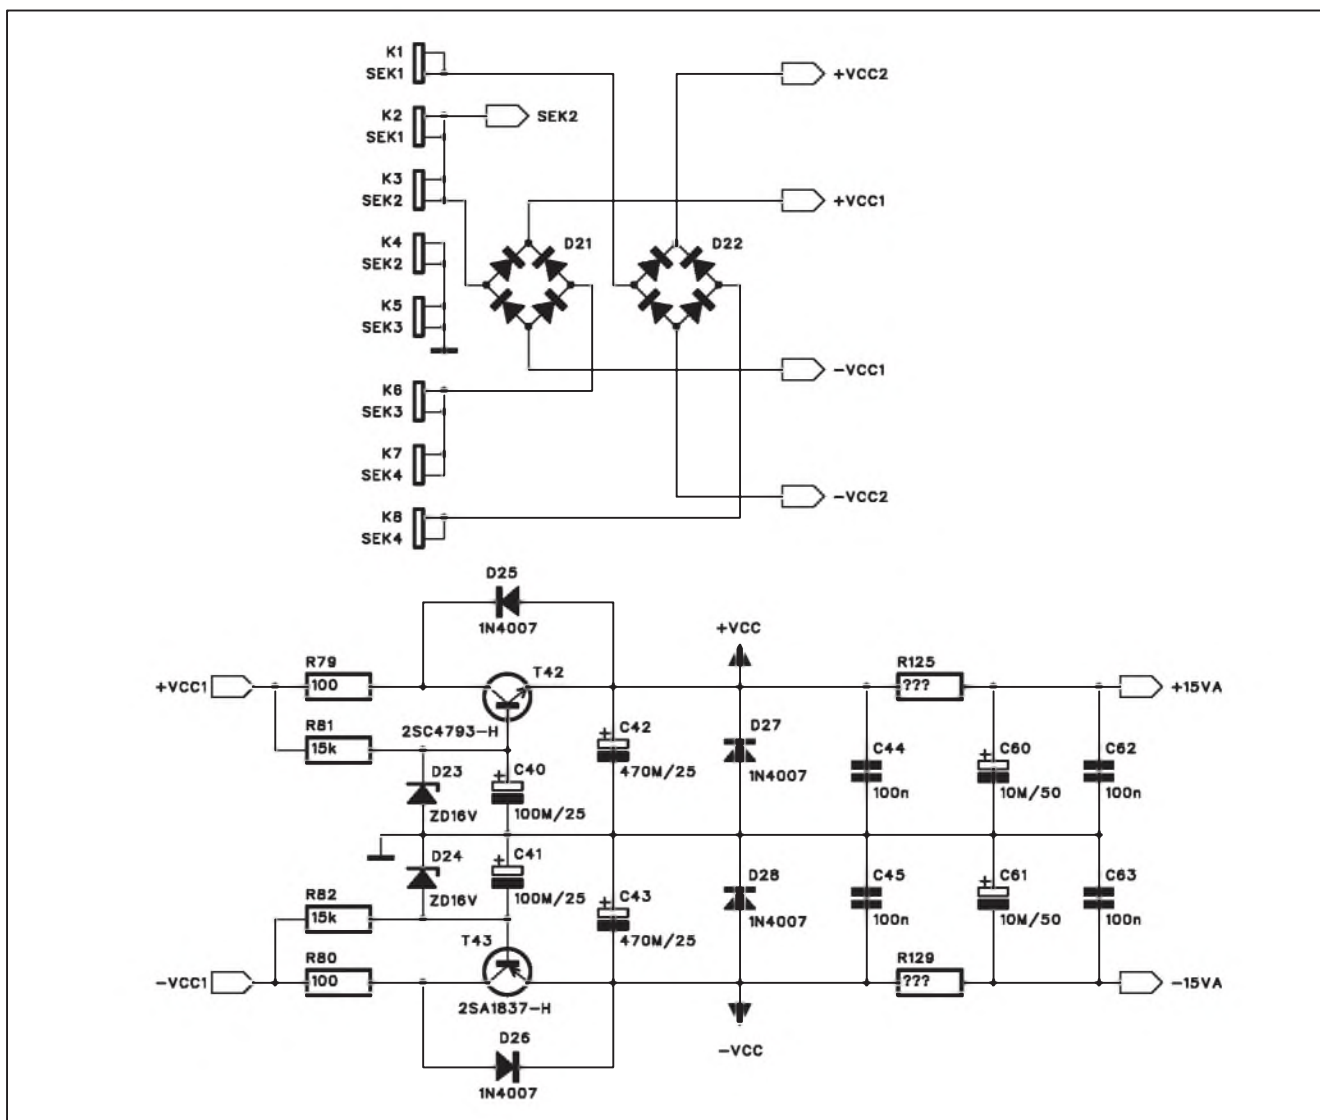 K1
SEK1
+VCC2
K2
SEK2
SEK1
K3
SEK2
+VCC1
K4
D21
D22
SEK2
K5
SEK3
-VCC1
K6
SEK3
K7
SEK4
-VCC2
K8
SEK4
D25
1N4007
+VCC
R79
T42
R125
+VCC1
100
???
+15VA
R81
2SC4793-H
C42
D27
15k
C44
C60
C62
D23
C40
470M/25
1N4007
100n
10M/50
100n
ZD16V
100M/25
D24
C41
C43
D28
C45
C61
C63
R82
ZD16V
100M/25
1N4007
15k
100n
10M/50
100n
T43
470M/25
R80
R129
-VCC1
100
???
-15VA
2SA1837-H
D26
-VCC
1N4007